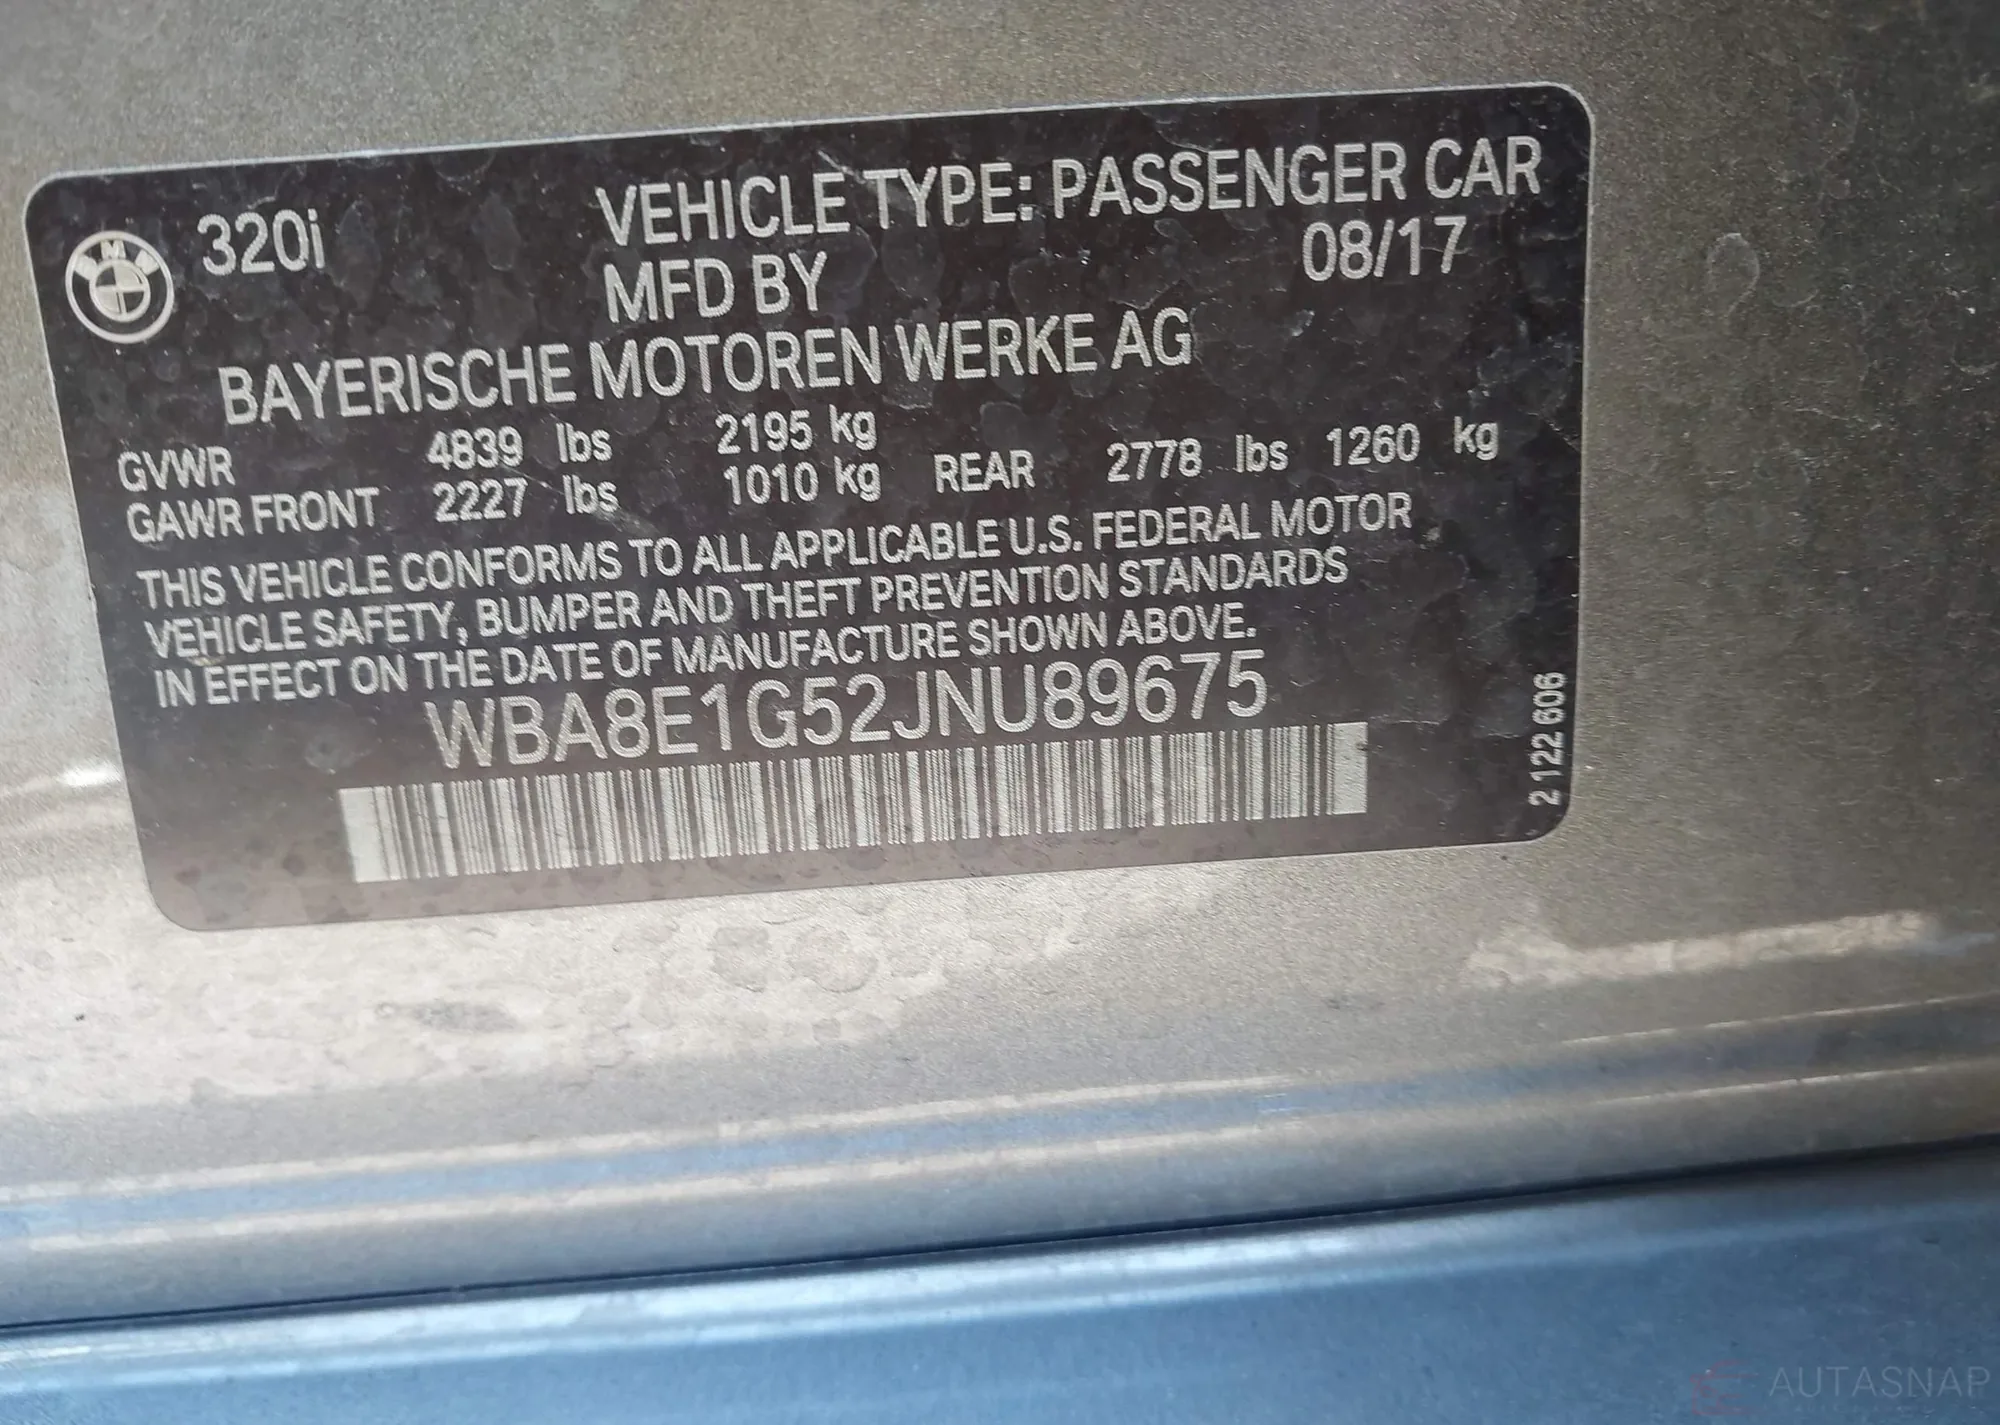 BMW
320i
VEHICLE TYPE: PASSENGER CAR
MFD BY 08/17
BAYERISCHE MOTOREN WERKE AG
GVWR 4839 lbs 2195 kg
GAWR FRONT 2227 lbs 1010 kg REAR 2778 lbs 1260 kg
THIS VEHICLE CONFORMS TO ALL APPLICABLE U.S. FEDERAL MOTOR
VEHICLE SAFETY, BUMPER AND THEFT PREVENTION STANDARDS
IN EFFECT ON THE DATE OF MANUFACTURE SHOWN ABOVE.
WBA8E1G52JNU89675
2 122 606
AUTASNAP